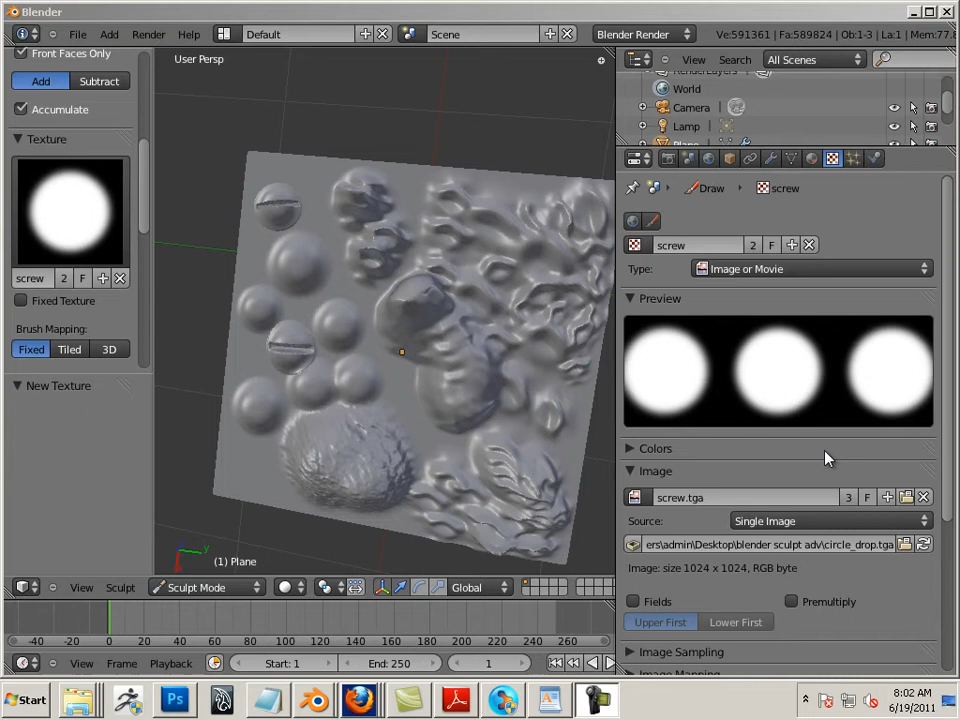 Blender
File Add Render Help Default Scene Blender Render Ve:591361 | Fa:589824 | Ob:1-3 | La:1 | Mem:77.8
Front Faces Only
Add Subtract
Accumulate
Texture
screw 2 F
Fixed Texture
Brush Mapping:
Fixed Tiled 3D
New Texture
User Persp
(1) Plane
View Sculpt Sculpt Mode Global
-40 -20 0 20 40 60 80 100 120 140 160 180 200 220 240 260
View Frame Playback Start: 1 End: 250 1
View Search All Scenes
RenderLayers
World
Camera
Lamp
Plane
Draw screw
screw 2 F
Type: Image or Movie
Preview
Colors
Image
screw.tga 3 F
Source: Single Image
ers\admin\Desktop\blender sculpt adv\circle_drop.tga
Image: size 1024 x 1024, RGB byte
Fields Premultiply
Upper First Lower First
Image Sampling
Image Mapping
Start Ps 8:02 AM
6/19/2011